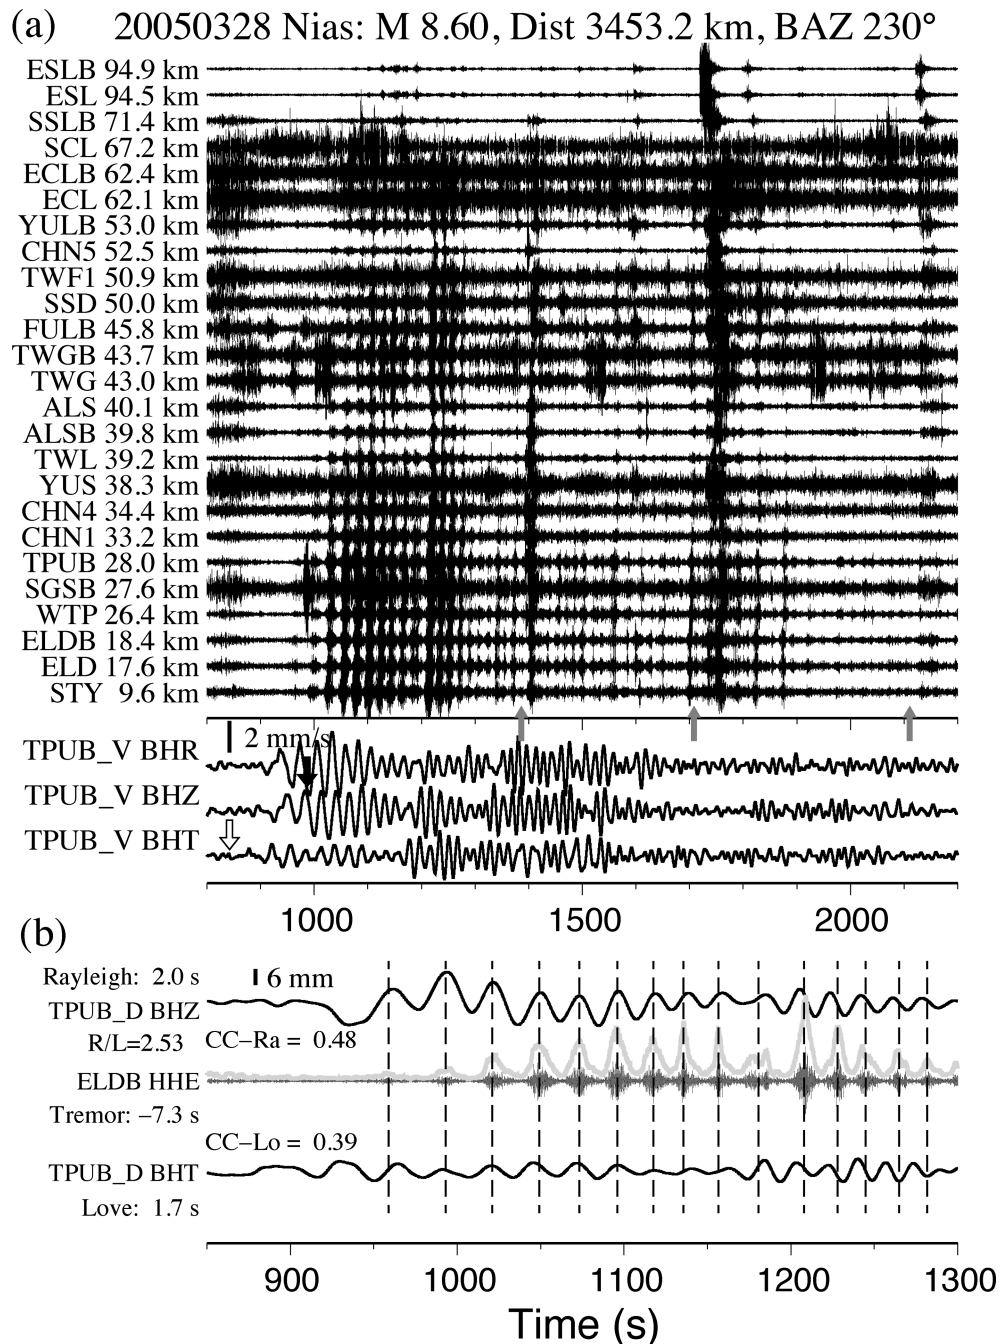 (a)
20050328 Nias: M 8.60, Dist 3453.2 km, BAZ 230°
ESLB 94.9 km
ESL 94.5 km
SSLB 71.4 km
SCL 67.2 km
ECLB 62.4 km
ECL 62.1 km
YULB 53.0 km
CHN5 52.5 km
TWF1 50.9 km
SSD 50.0 km
FULB 45.8 km
TWGB 43.7 km
TWG 43.0 km
ALS 40.1 km
ALSB 39.8 km
TWL 39.2 km
YUS 38.3 km
CHN4 34.4 km
CHN1 33.2 km
TPUB 28.0 km
SGSB 27.6 km
WTP 26.4 km
ELDB 18.4 km
ELD 17.6 km
STY 9.6 km
2 mm/s
TPUB_V BHR
TPUB_V BHZ
TPUB_V BHT
1000 1500 2000
(b)
Rayleigh: 2.0 s
6 mm
TPUB_D BHZ
R/L=2.53
CC−Ra = 0.48
ELDB HHE
Tremor: −7.3 s
CC−Lo = 0.39
TPUB_D BHT
Love: 1.7 s
900 1000 1100 1200 1300
Time (s)